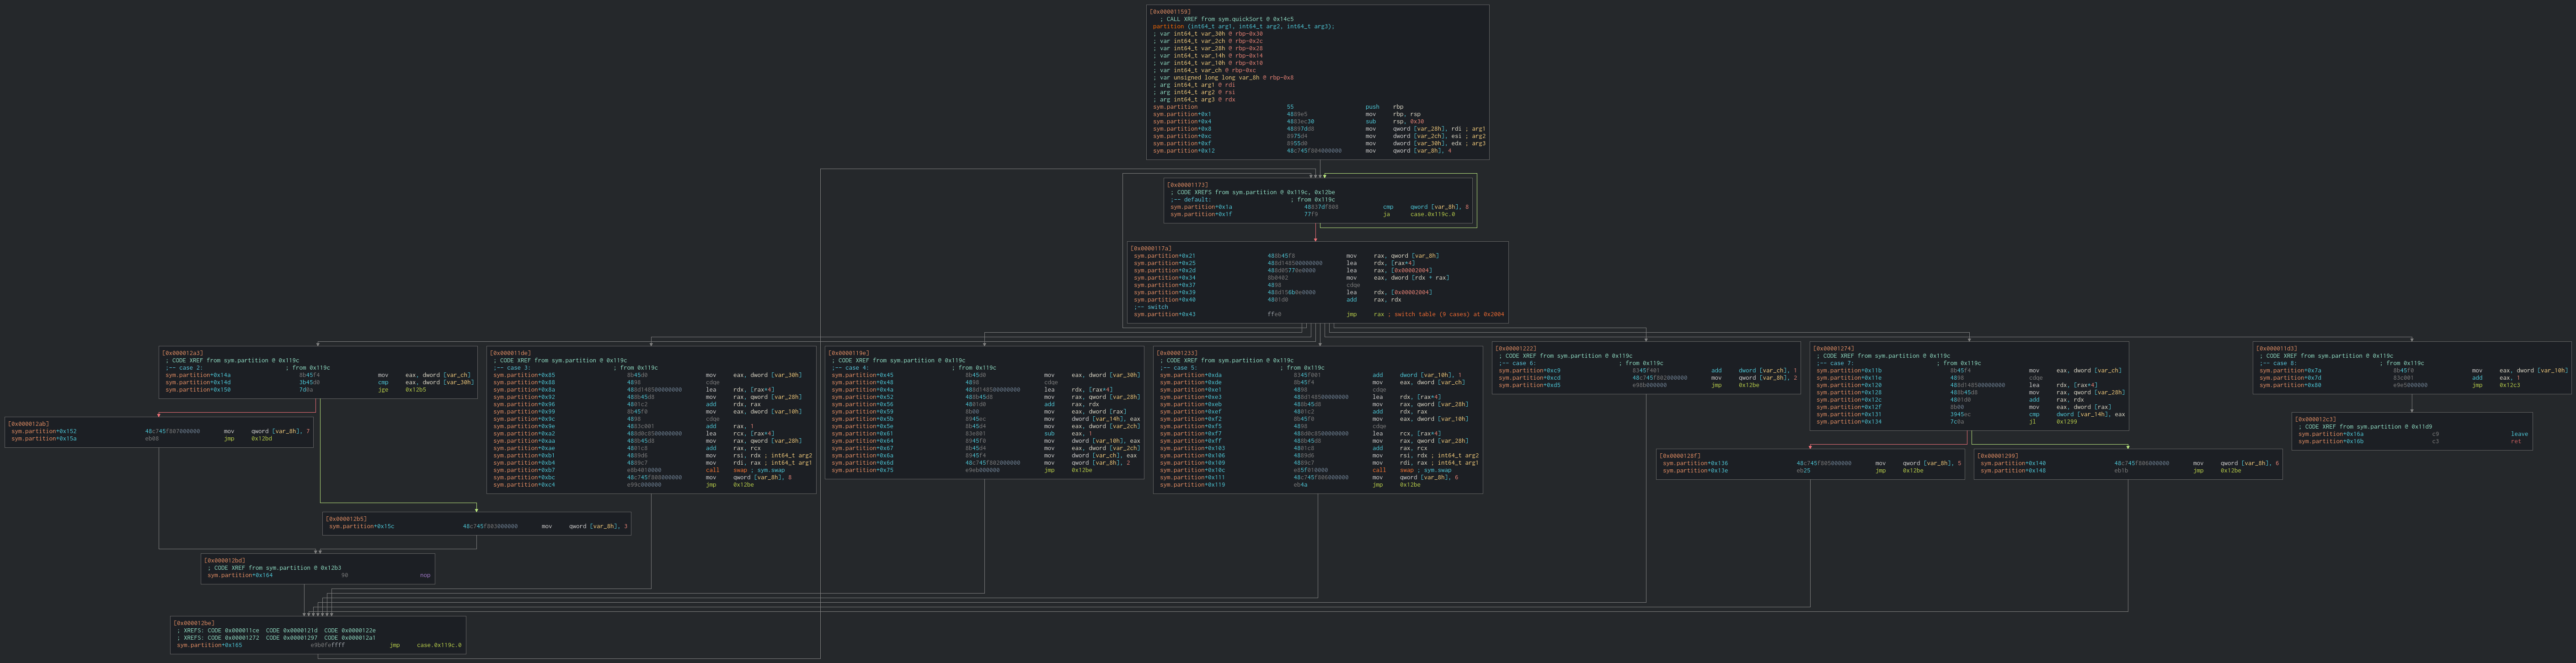 [0x00001159]
; CALL XREF from sym.quickSort @ 0x14c5
partition (int64_t arg1, int64_t arg2, int64_t arg3);
; var int64_t var_30h @ rbp-0x30
; var int64_t var_2ch @ rbp-0x2c
; var int64_t var_28h @ rbp-0x28
; var int64_t var_14h @ rbp-0x14
; var int64_t var_10h @ rbp-0x10
; var int64_t var_ch @ rbp-0xc
; var unsigned long long var_8h @ rbp-0x8
; arg int64_t arg1 @ rdi
; arg int64_t arg2 @ rsi
; arg int64_t arg3 @ rdx
sym.partition 55 push rbp
sym.partition+0x1 4889e5 mov rbp, rsp
sym.partition+0x4 4883ec30 sub rsp, 0x30
sym.partition+0x8 48897dd8 mov qword [var_28h], rdi ; arg1
sym.partition+0xc 8975d4 mov dword [var_2ch], esi ; arg2
sym.partition+0xf 8955d0 mov dword [var_30h], edx ; arg3
sym.partition+0x12 48c745f804000000 mov qword [var_8h], 4
[0x00001173]
; CODE XREFS from sym.partition @ 0x119c, 0x12be
;-- default: ; from 0x119c
sym.partition+0x1a 48837df808 cmp qword [var_8h], 8
sym.partition+0x1f 77f9 ja case.0x119c.0
[0x0000117a]
sym.partition+0x21 488b45f8 mov rax, qword [var_8h]
sym.partition+0x25 488d148500000000 lea rdx, [rax*4]
sym.partition+0x2d 488d05770e0000 lea rax, [0x00002004]
sym.partition+0x34 8b0402 mov eax, dword [rdx + rax]
sym.partition+0x37 4898 cdqe
sym.partition+0x39 488d156b0e0000 lea rdx, [0x00002004]
sym.partition+0x40 4801d0 add rax, rdx
;-- switch
sym.partition+0x43 ffe0 jmp rax ; switch table (9 cases) at 0x2004
[0x000012a3]
; CODE XREF from sym.partition @ 0x119c
;-- case 2: ; from 0x119c
sym.partition+0x14a 8b45f4 mov eax, dword [var_ch]
sym.partition+0x14d 3b45d0 cmp eax, dword [var_30h]
sym.partition+0x150 7d0a jge 0x12b5
[0x000011de]
; CODE XREF from sym.partition @ 0x119c
;-- case 3: ; from 0x119c
sym.partition+0x85 8b45d0 mov eax, dword [var_30h]
sym.partition+0x88 4898 cdqe
sym.partition+0x8a 488d148500000000 lea rdx, [rax*4]
sym.partition+0x92 488b45d8 mov rax, qword [var_28h]
sym.partition+0x96 4801c2 add rdx, rax
sym.partition+0x99 8b45f0 mov eax, dword [var_10h]
sym.partition+0x9c 4898 cdqe
sym.partition+0x9e 4883c001 add rax, 1
sym.partition+0xa2 488d0c8500000000 lea rcx, [rax*4]
sym.partition+0xaa 488b45d8 mov rax, qword [var_28h]
sym.partition+0xae 4801c8 add rax, rcx
sym.partition+0xb1 4889d6 mov rsi, rdx ; int64_t arg2
sym.partition+0xb4 4889c7 mov rdi, rax ; int64_t arg1
sym.partition+0xb7 e8b4010000 call swap ; sym.swap
sym.partition+0xbc 48c745f808000000 mov qword [var_8h], 8
sym.partition+0xc4 e99c000000 jmp 0x12be
[0x0000119e]
; CODE XREF from sym.partition @ 0x119c
;-- case 4: ; from 0x119c
sym.partition+0x45 8b45d0 mov eax, dword [var_30h]
sym.partition+0x48 4898 cdqe
sym.partition+0x4a 488d148500000000 lea rdx, [rax*4]
sym.partition+0x52 488b45d8 mov rax, qword [var_28h]
sym.partition+0x56 4801d0 add rax, rdx
sym.partition+0x59 8b00 mov eax, dword [rax]
sym.partition+0x5b 8945ec mov dword [var_14h], eax
sym.partition+0x5e 8b45d4 mov eax, dword [var_2ch]
sym.partition+0x61 83e801 sub eax, 1
sym.partition+0x64 8945f0 mov dword [var_10h], eax
sym.partition+0x67 8b45d4 mov eax, dword [var_2ch]
sym.partition+0x6a 8945f4 mov dword [var_ch], eax
sym.partition+0x6d 48c745f802000000 mov qword [var_8h], 2
sym.partition+0x75 e9eb000000 jmp 0x12be
[0x00001233]
; CODE XREF from sym.partition @ 0x119c
;-- case 5: ; from 0x119c
sym.partition+0xda 8345f001 add dword [var_10h], 1
sym.partition+0xde 8b45f4 mov eax, dword [var_ch]
sym.partition+0xe1 4898 cdqe
sym.partition+0xe3 488d148500000000 lea rdx, [rax*4]
sym.partition+0xeb 488b45d8 mov rax, qword [var_28h]
sym.partition+0xef 4801c2 add rdx, rax
sym.partition+0xf2 8b45f0 mov eax, dword [var_10h]
sym.partition+0xf5 4898 cdqe
sym.partition+0xf7 488d0c8500000000 lea rcx, [rax*4]
sym.partition+0xff 488b45d8 mov rax, qword [var_28h]
sym.partition+0x103 4801c8 add rax, rcx
sym.partition+0x106 4889d6 mov rsi, rdx ; int64_t arg2
sym.partition+0x109 4889c7 mov rdi, rax ; int64_t arg1
sym.partition+0x10c e85f010000 call swap ; sym.swap
sym.partition+0x111 48c745f806000000 mov qword [var_8h], 6
sym.partition+0x119 eb4a jmp 0x12be
[0x00001222]
; CODE XREF from sym.partition @ 0x119c
;-- case 6: ; from 0x119c
sym.partition+0xc9 8345f401 add dword [var_ch], 1
sym.partition+0xcd 48c745f802000000 mov qword [var_8h], 2
sym.partition+0xd5 e98b000000 jmp 0x12be
[0x00001274]
; CODE XREF from sym.partition @ 0x119c
;-- case 7: ; from 0x119c
sym.partition+0x11b 8b45f4 mov eax, dword [var_ch]
sym.partition+0x11e 4898 cdqe
sym.partition+0x120 488d148500000000 lea rdx, [rax*4]
sym.partition+0x128 488b45d8 mov rax, qword [var_28h]
sym.partition+0x12c 4801d0 add rax, rdx
sym.partition+0x12f 8b00 mov eax, dword [rax]
sym.partition+0x131 3945ec cmp dword [var_14h], eax
sym.partition+0x134 7c0a jl 0x1299
[0x000011d3]
; CODE XREF from sym.partition @ 0x119c
;-- case 8: ; from 0x119c
sym.partition+0x7a 8b45f0 mov eax, dword [var_10h]
sym.partition+0x7d 83c001 add eax, 1
sym.partition+0x80 e9e5000000 jmp 0x12c3
[0x000012ab]
sym.partition+0x152 48c745f807000000 mov qword [var_8h], 7
sym.partition+0x15a eb08 jmp 0x12bd
[0x000012c3]
; CODE XREF from sym.partition @ 0x11d9
sym.partition+0x16a c9 leave
sym.partition+0x16b c3 ret
[0x0000128f]
sym.partition+0x136 48c745f805000000 mov qword [var_8h], 5
sym.partition+0x13e eb25 jmp 0x12be
[0x00001299]
sym.partition+0x140 48c745f806000000 mov qword [var_8h], 6
sym.partition+0x148 eb1b jmp 0x12be
[0x000012b5]
sym.partition+0x15c 48c745f803000000 mov qword [var_8h], 3
[0x000012bd]
; CODE XREF from sym.partition @ 0x12b3
sym.partition+0x164 90 nop
[0x000012be]
; XREFS: CODE 0x000011ce CODE 0x0000121d CODE 0x0000122e
; XREFS: CODE 0x00001272 CODE 0x00001297 CODE 0x000012a1
sym.partition+0x165 e9b0feffff jmp case.0x119c.0